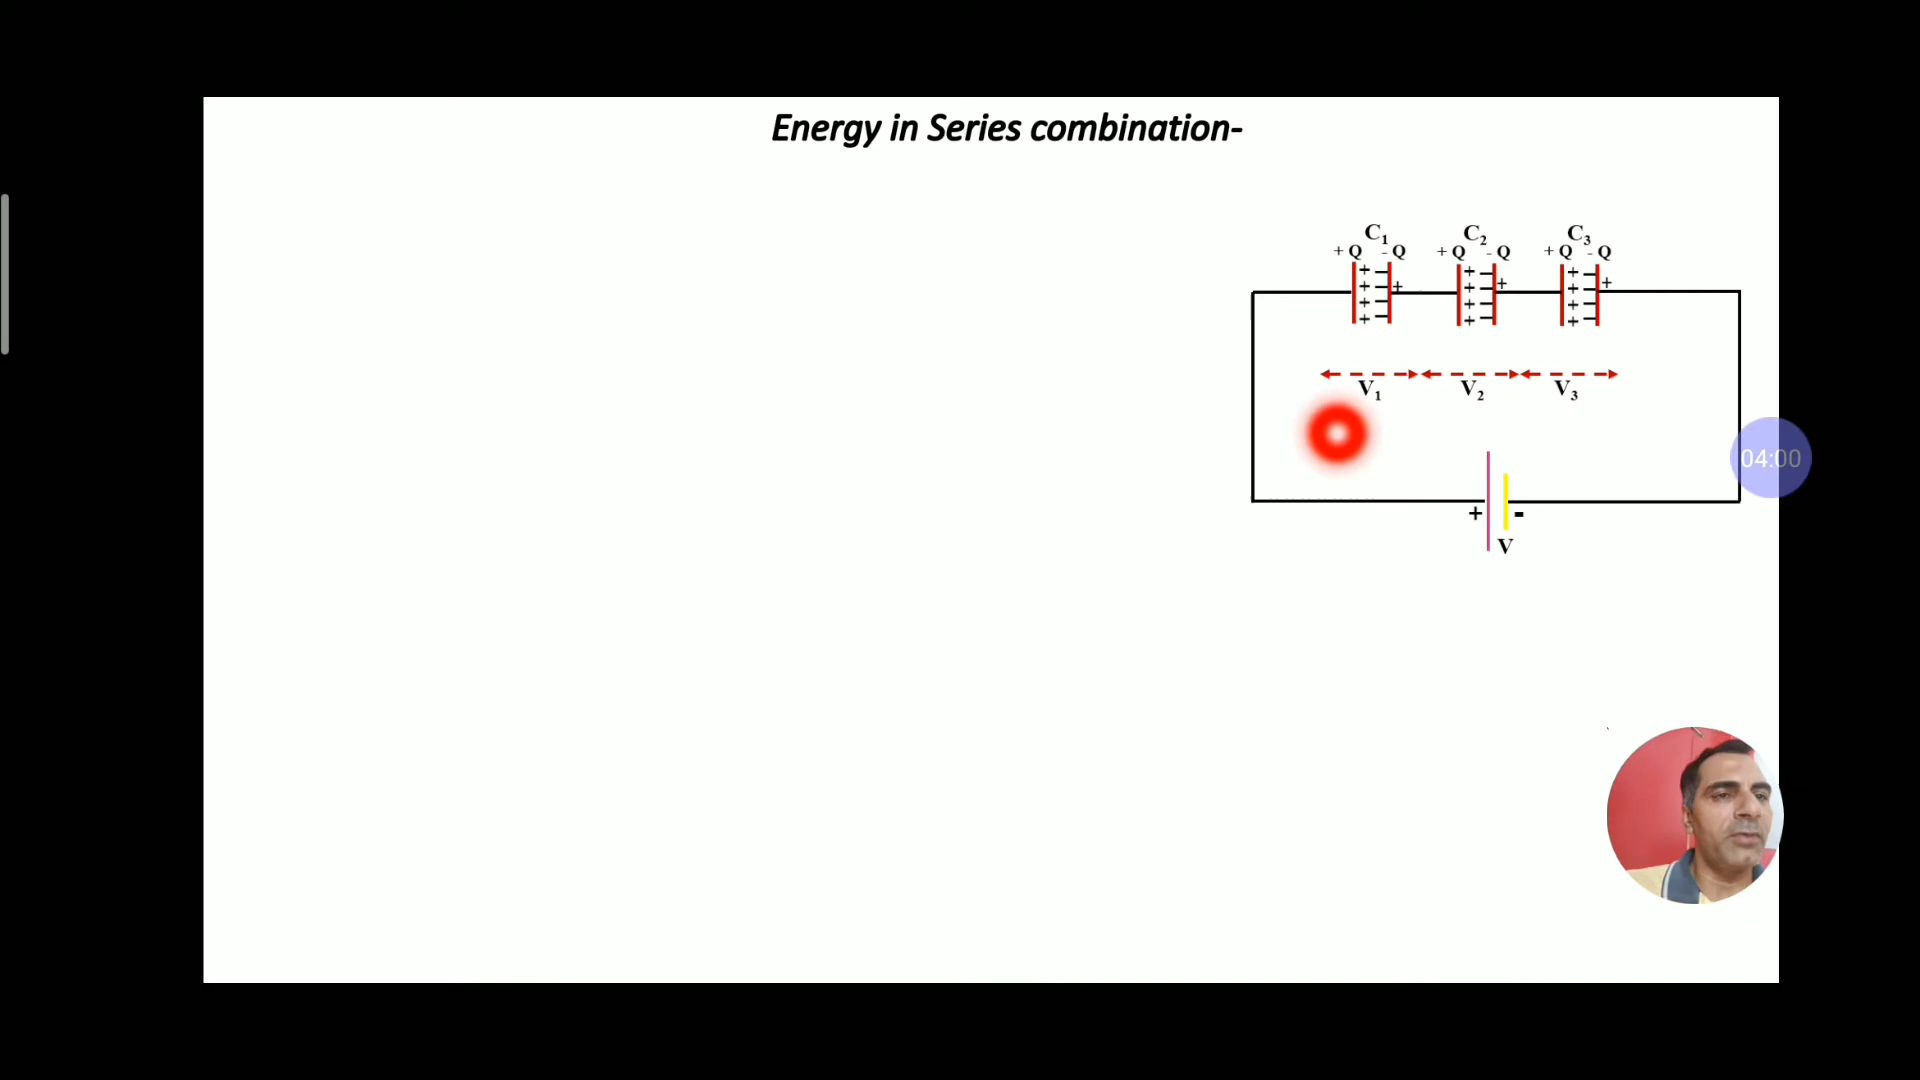 Energy in Series combination-
C₁ C₂ C₃
+ Q - Q + Q - Q + Q - Q
+ + +
+ + + + + +
+ + +
+ + +
V₁ V₂ V₃
04:00
+ -
V